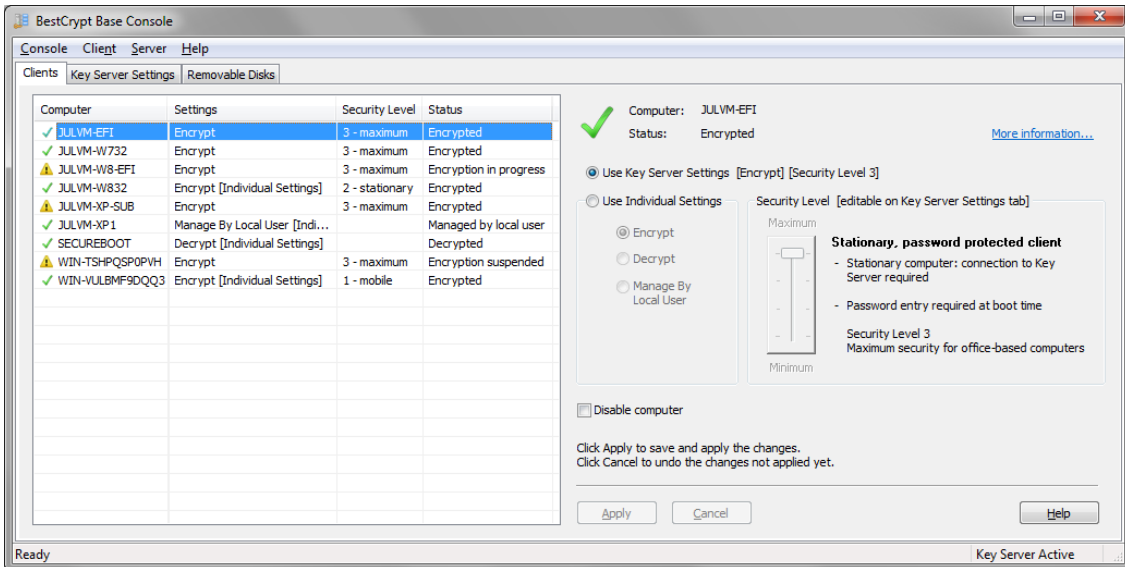 BestCrypt Base Console
Console Client Server Help
Clients Key Server Settings Removable Disks
Computer Settings Security Level Status
JULVM-EFI Encrypt 3 - maximum Encrypted
JULVM-W732 Encrypt 3 - maximum Encrypted
JULVM-W8-EFI Encrypt 3 - maximum Encryption in progress
JULVM-W832 Encrypt [Individual Settings] 2 - stationary Encrypted
JULVM-XP-SUB Encrypt 3 - maximum Encrypted
JULVM-XP1 Manage By Local User [Indi... Managed by local user
SECUREBOOT Decrypt [Individual Settings] Decrypted
WIN-TSHPQSP0PVH Encrypt 3 - maximum Encryption suspended
WIN-VULBMF9DQQ3 Encrypt [Individual Settings] 1 - mobile Encrypted
Computer: JULVM-EFI
Status: Encrypted More information...
Use Key Server Settings [Encrypt] [Security Level 3]
Use Individual Settings
Encrypt
Decrypt
Manage By
Local User
Security Level [editable on Key Server Settings tab]
Maximum
Minimum
Stationary, password protected client
- Stationary computer: connection to Key
Server required
- Password entry required at boot time
Security Level 3
Maximum security for office-based computers
Disable computer
Click Apply to save and apply the changes.
Click Cancel to undo the changes not applied yet.
Apply Cancel Help
Ready Key Server Active